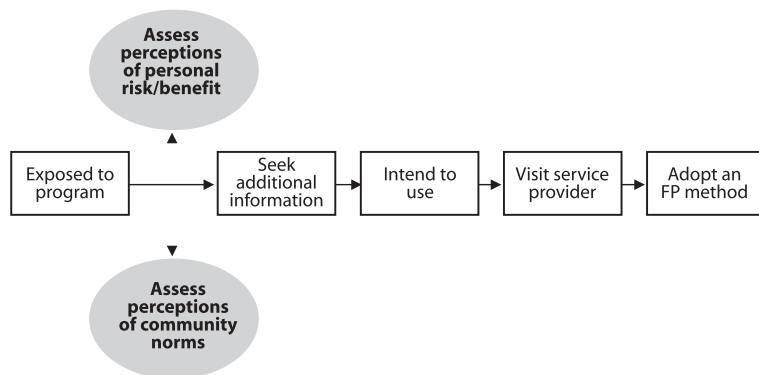 Assess
perceptions
of personal
risk/benefit
Exposed to
program
Seek
additional
information
Intend to
use
Visit service
provider
Adopt an
FP method
Assess
perceptions
of community
norms